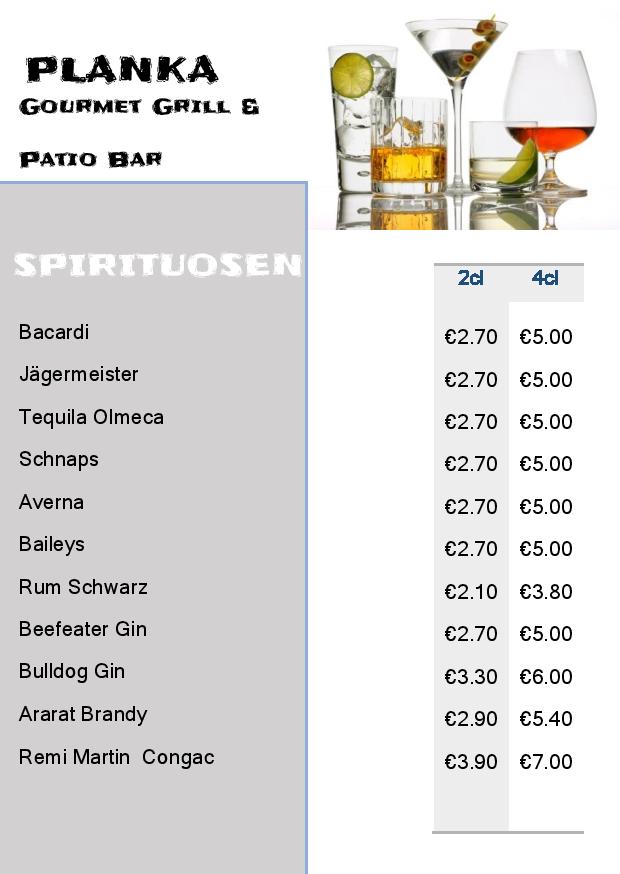 PLANKA
GOURMET GRILL &
PATIO BAR
SPIRITUOSEN
2cl 4cl
Bacardi €2.70 €5.00
Jägermeister €2.70 €5.00
Tequila Olmeca €2.70 €5.00
Schnaps €2.70 €5.00
Averna €2.70 €5.00
Baileys €2.70 €5.00
Rum Schwarz €2.10 €3.80
Beefeater Gin €2.70 €5.00
Bulldog Gin €3.30 €6.00
Ararat Brandy €2.90 €5.40
Remi Martin  Congac €3.90 €7.00